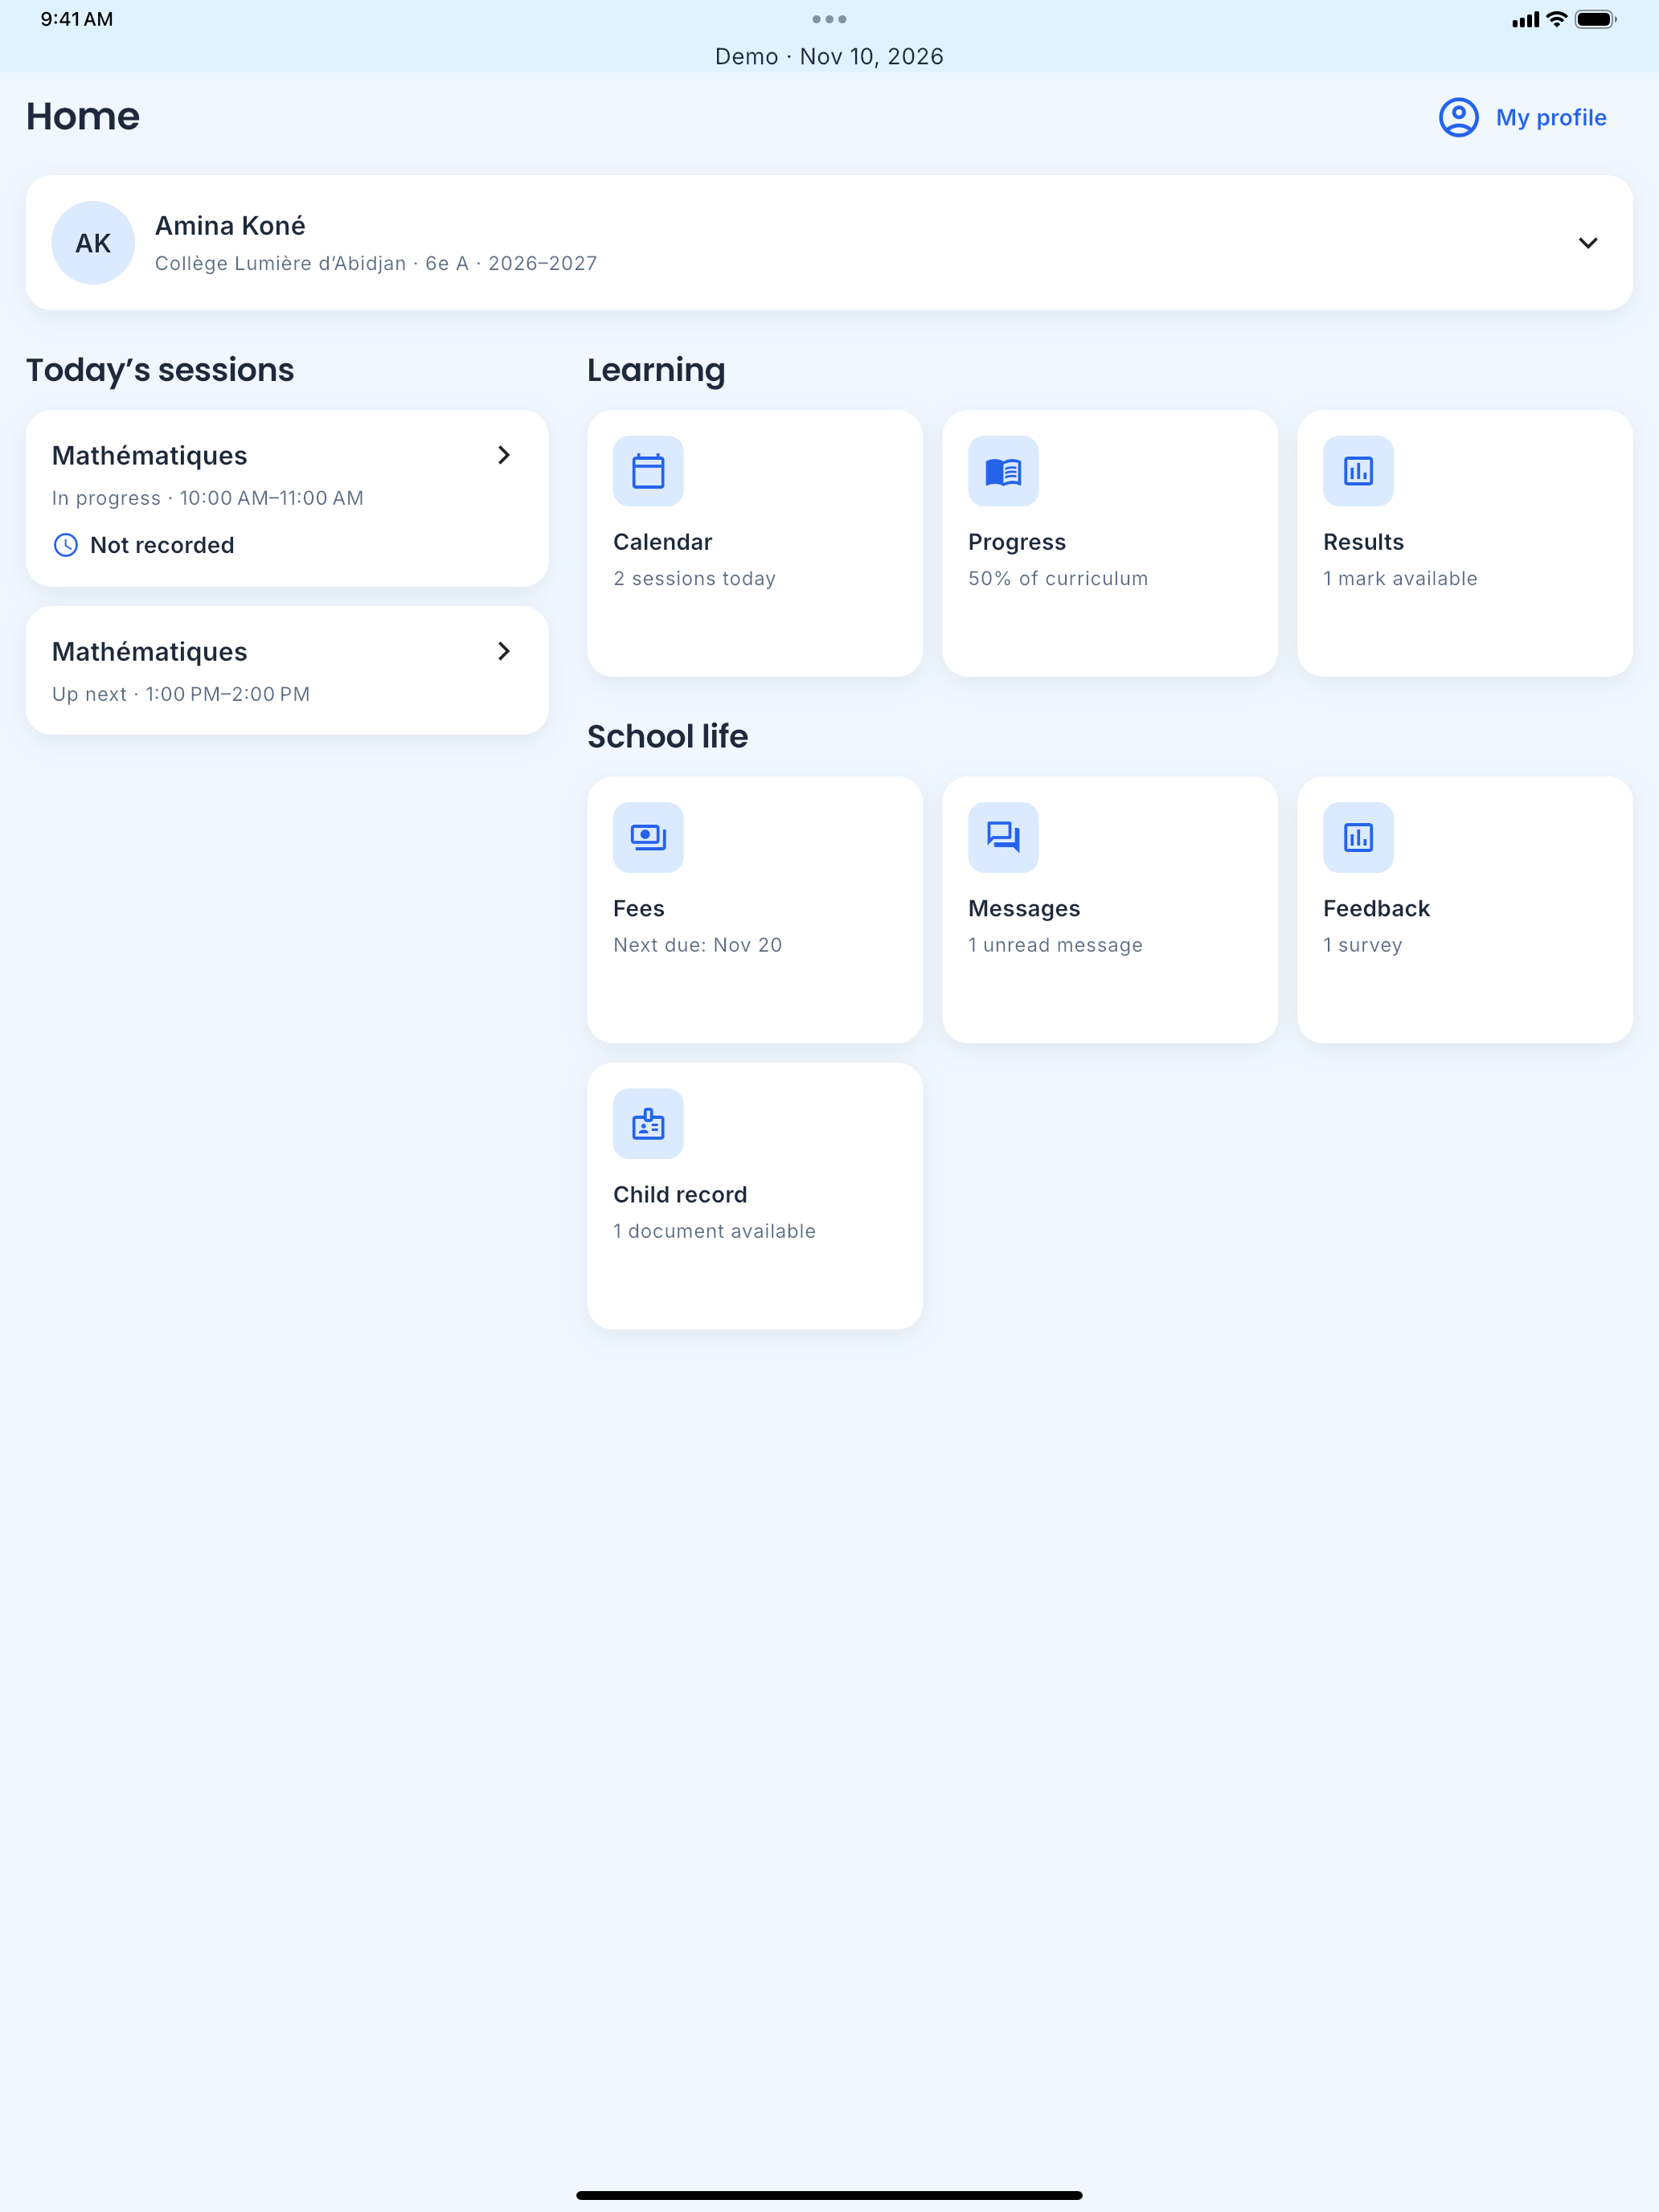 9:41 AM
Demo · Nov 10, 2026
Home
My profile
AK
Amina Koné
Collège Lumière d’Abidjan · 6e A · 2026–2027
Today’s sessions
Mathématiques
In progress · 10:00 AM–11:00 AM
Not recorded
Mathématiques
Up next · 1:00 PM–2:00 PM
Learning
Calendar
2 sessions today
Progress
50% of curriculum
Results
1 mark available
School life
Fees
Next due: Nov 20
Messages
1 unread message
Feedback
1 survey
Child record
1 document available